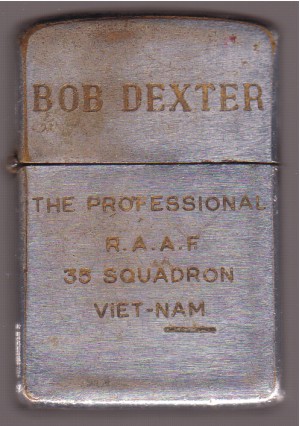 BOB DEXTER
THE PROFESSIONAL
R.A.A.F
35 SQUADRON
VIET-NAM